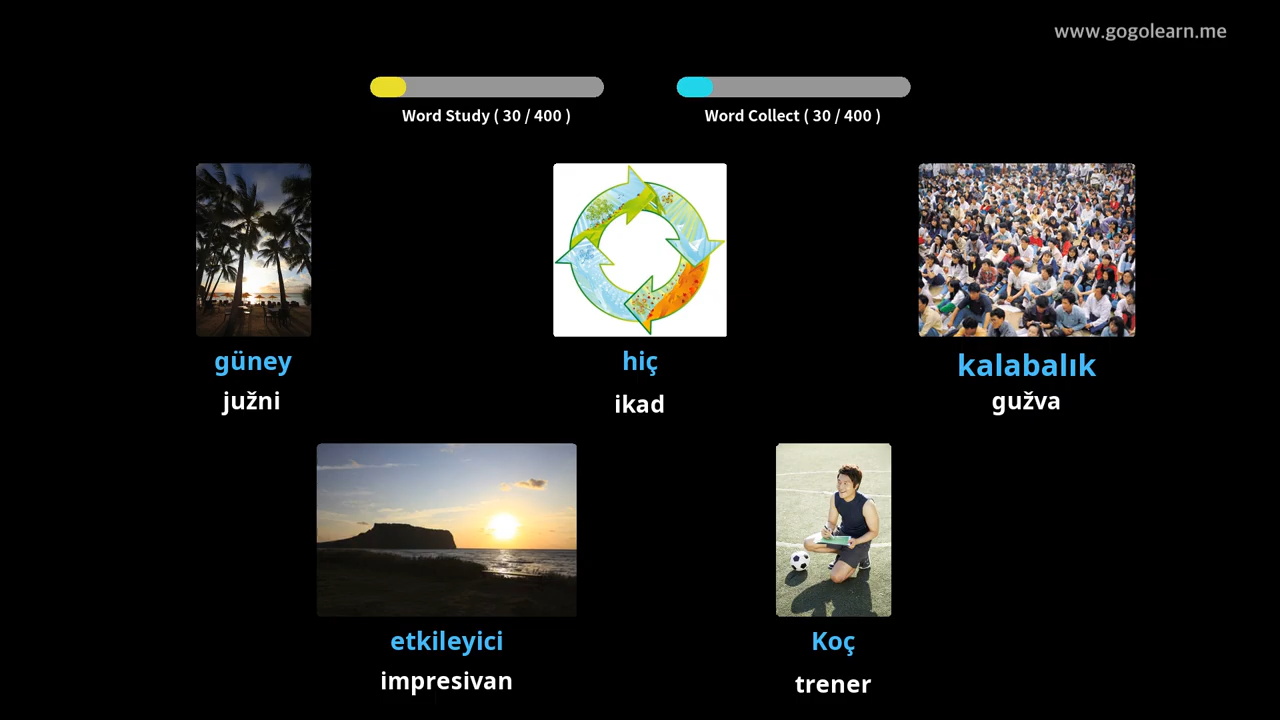 www.gogolearn.me
Word Study ( 30 / 400 )
Word Collect ( 30 / 400 )
güney
južni
hiç
ikad
kalabalık
gužva
etkileyici
impresivan
Koç
trener